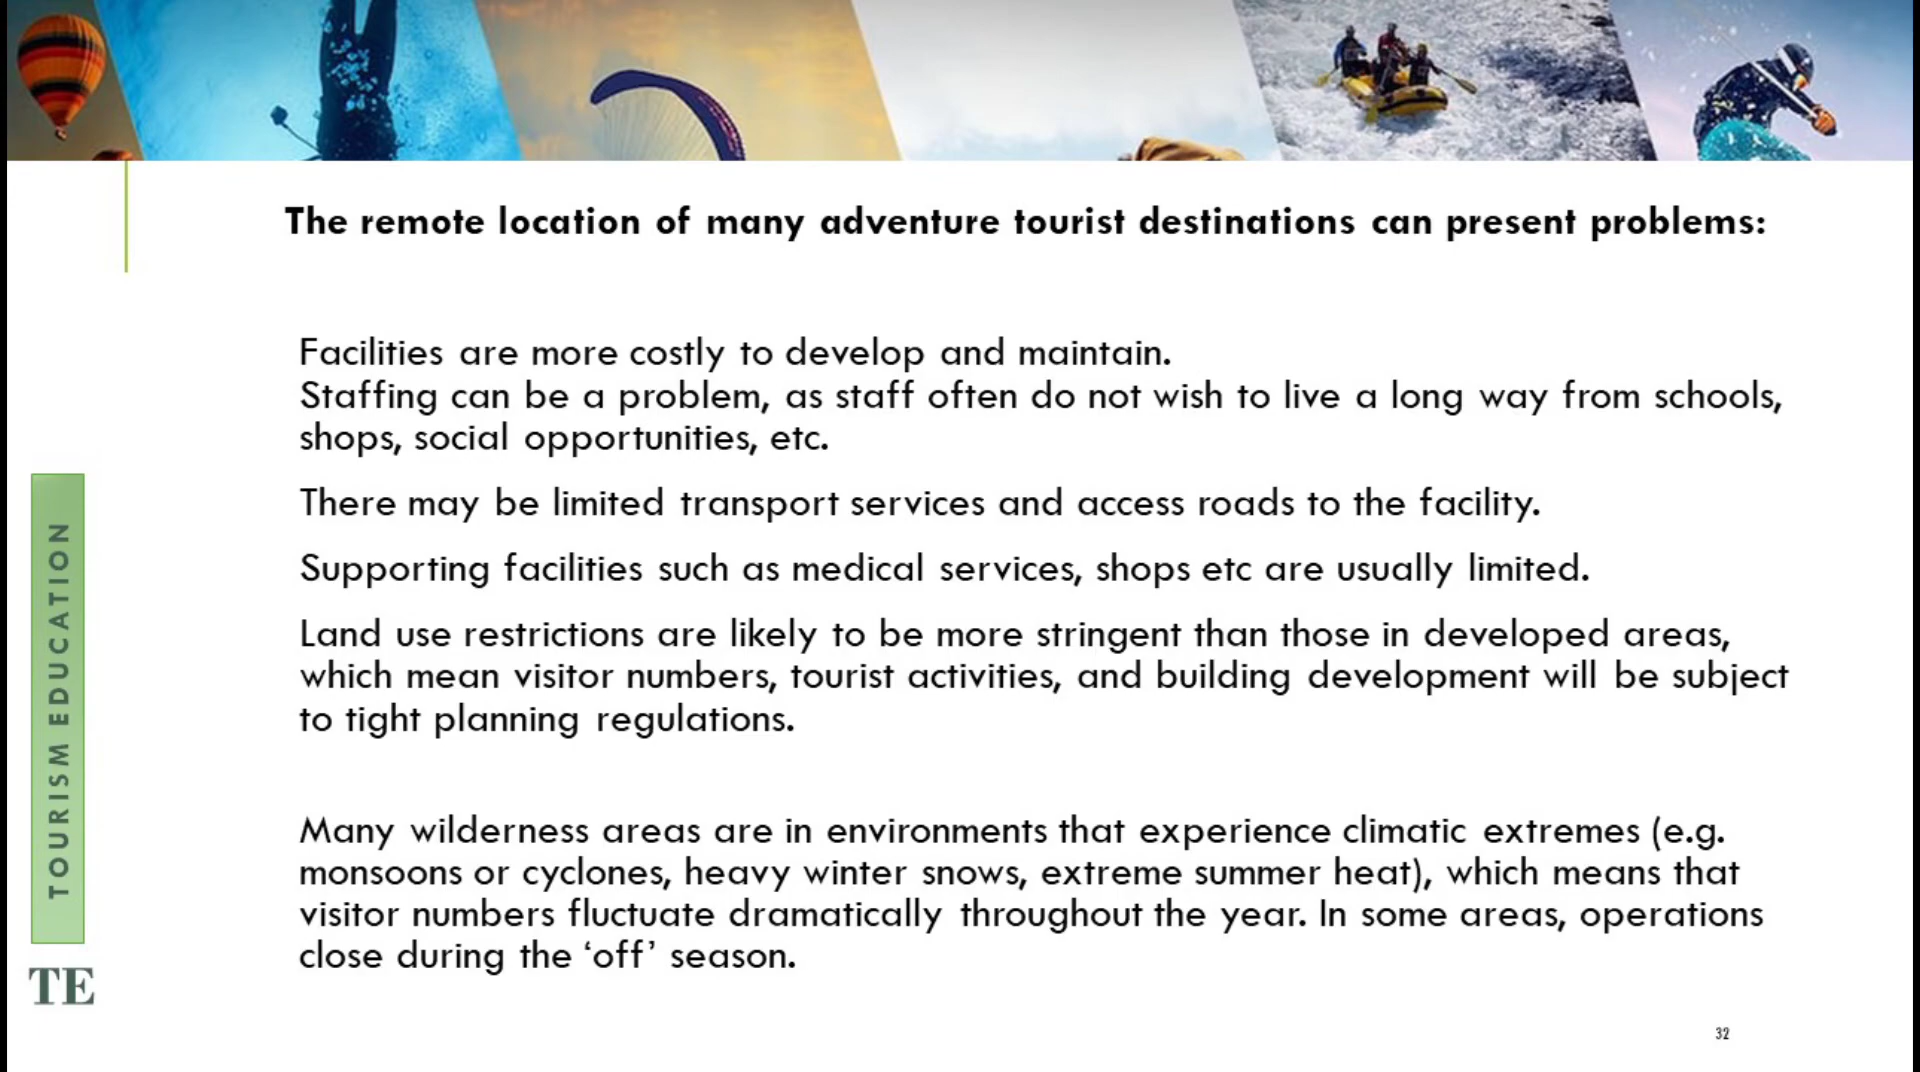 The remote location of many adventure tourist destinations can present problems:
Facilities are more costly to develop and maintain.
Staffing can be a problem, as staff often do not wish to live a long way from schools,
shops, social opportunities, etc.
There may be limited transport services and access roads to the facility.
Supporting facilities such as medical services, shops etc are usually limited.
Land use restrictions are likely to be more stringent than those in developed areas,
which mean visitor numbers, tourist activities, and building development will be subject
to tight planning regulations.
Many wilderness areas are in environments that experience climatic extremes (e.g.
monsoons or cyclones, heavy winter snows, extreme summer heat), which means that
visitor numbers fluctuate dramatically throughout the year. In some areas, operations
close during the ‘off’ season.
TOURISM EDUCATION
TE
32